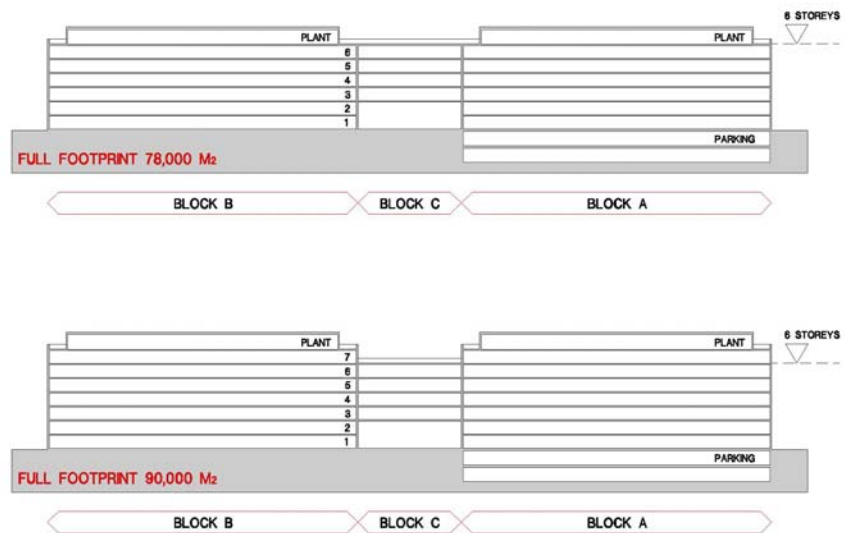 6 STOREYS
PLANT PLANT
6
5
4
3
2
1
PARKING
FULL FOOTPRINT 78,000 M2
BLOCK B BLOCK C BLOCK A
6 STOREYS
PLANT PLANT
7
6
5
4
3
2
1
PARKING
FULL FOOTPRINT 90,000 M2
BLOCK B BLOCK C BLOCK A